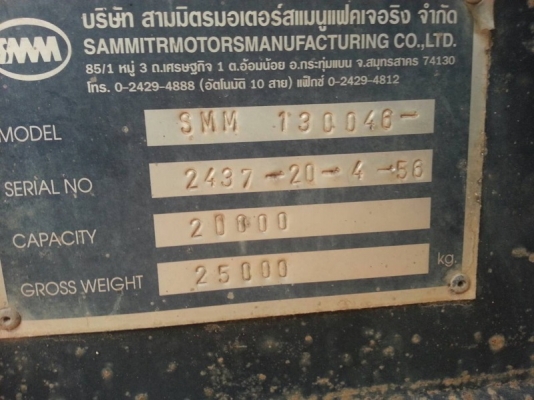 บริษัท สามมิตรมอเตอร์สแมนูแฟคเจอริง จำกัด
SMM
SAMMITRMOTORSMANUFACTURING CO.,LTD.
85/1 หมู่ 3 ถ.เศรษฐกิจ 1 ต.อ้อมน้อย อ.กระทุ่มแบน จ.สมุทรสาคร 74130
โทร. 0-2429-4888 (อัตโนมัติ 10 สาย) แฟ็กซ์ 0-2429-4812
MODEL SMM 130046-
SERIAL NO 2437-20-4-56
CAPACITY 20000
GROSS WEIGHT 25000 kg.